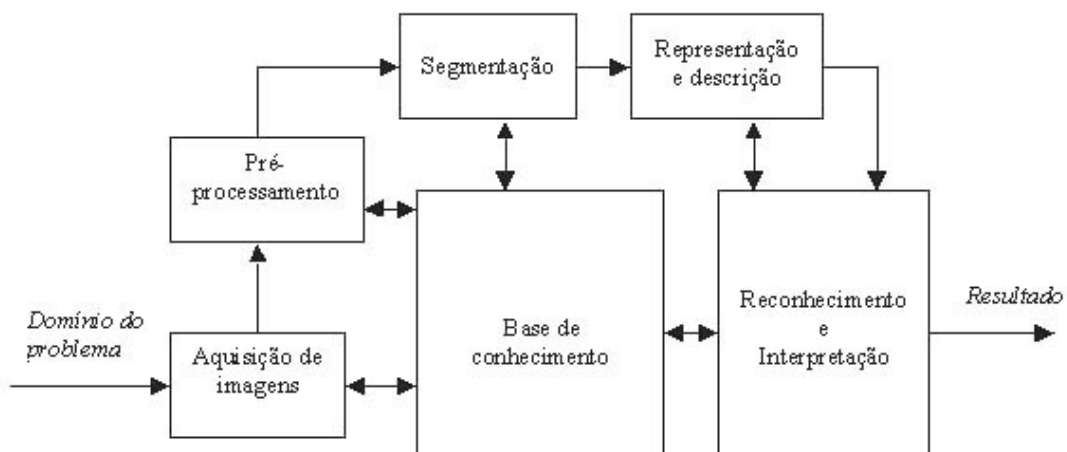 Segmentação
Representação
e descrição
Pré-
processamento
Domínio do
problema
Aquisição de
imagens
Base de
conhecimento
Reconhecimento
e
Interpretação
Resultado